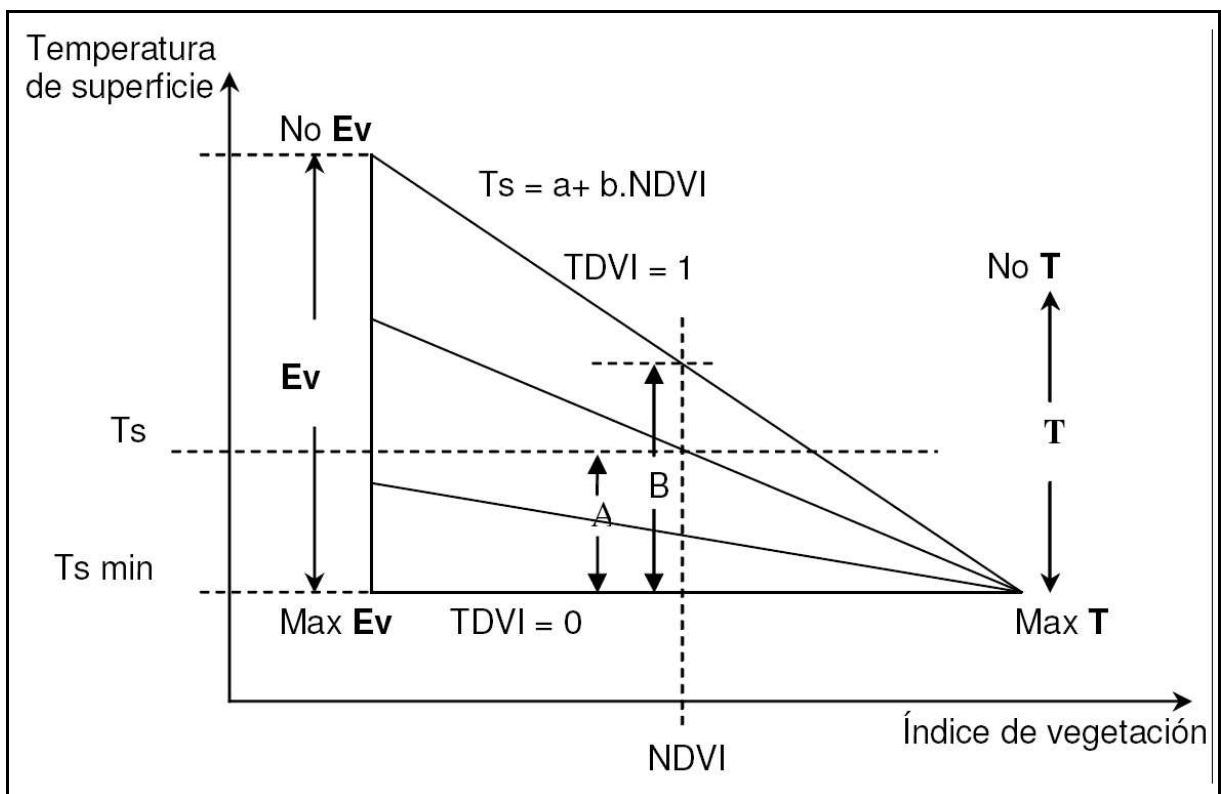 Temperatura
de superficie
No Ev
Ts = a+ b.NDVI
TDVI = 1
No T
Ev
Ts
T
B
A
Ts min
Max Ev
TDVI = 0
Max T
Índice de vegetación
NDVI